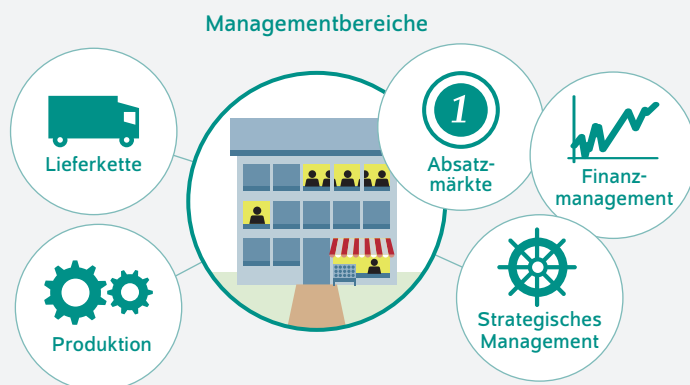 Managementbereiche
Lieferkette
1
Absatz-
märkte
Finanz-
management
Produktion
Strategisches
Management